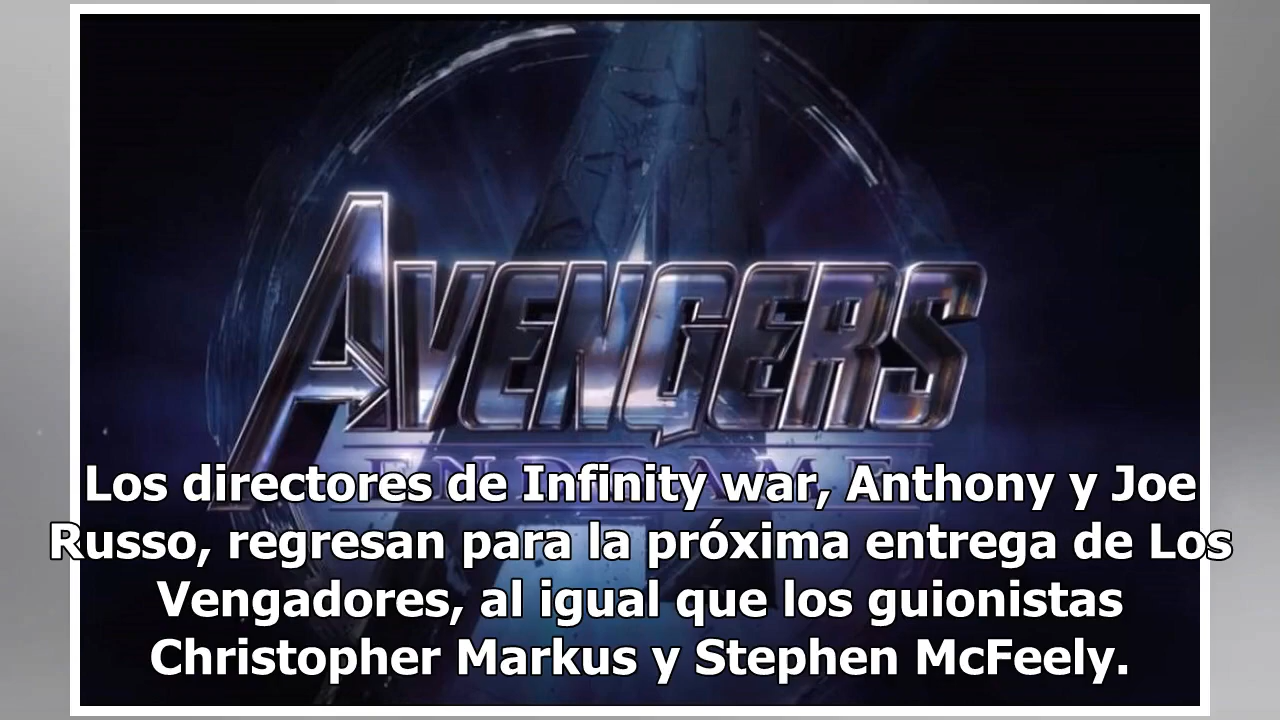 AVENGERS
ENDGAME
Los directores de Infinity war, Anthony y Joe
Russo, regresan para la próxima entrega de Los
Vengadores, al igual que los guionistas
Christopher Markus y Stephen McFeely.